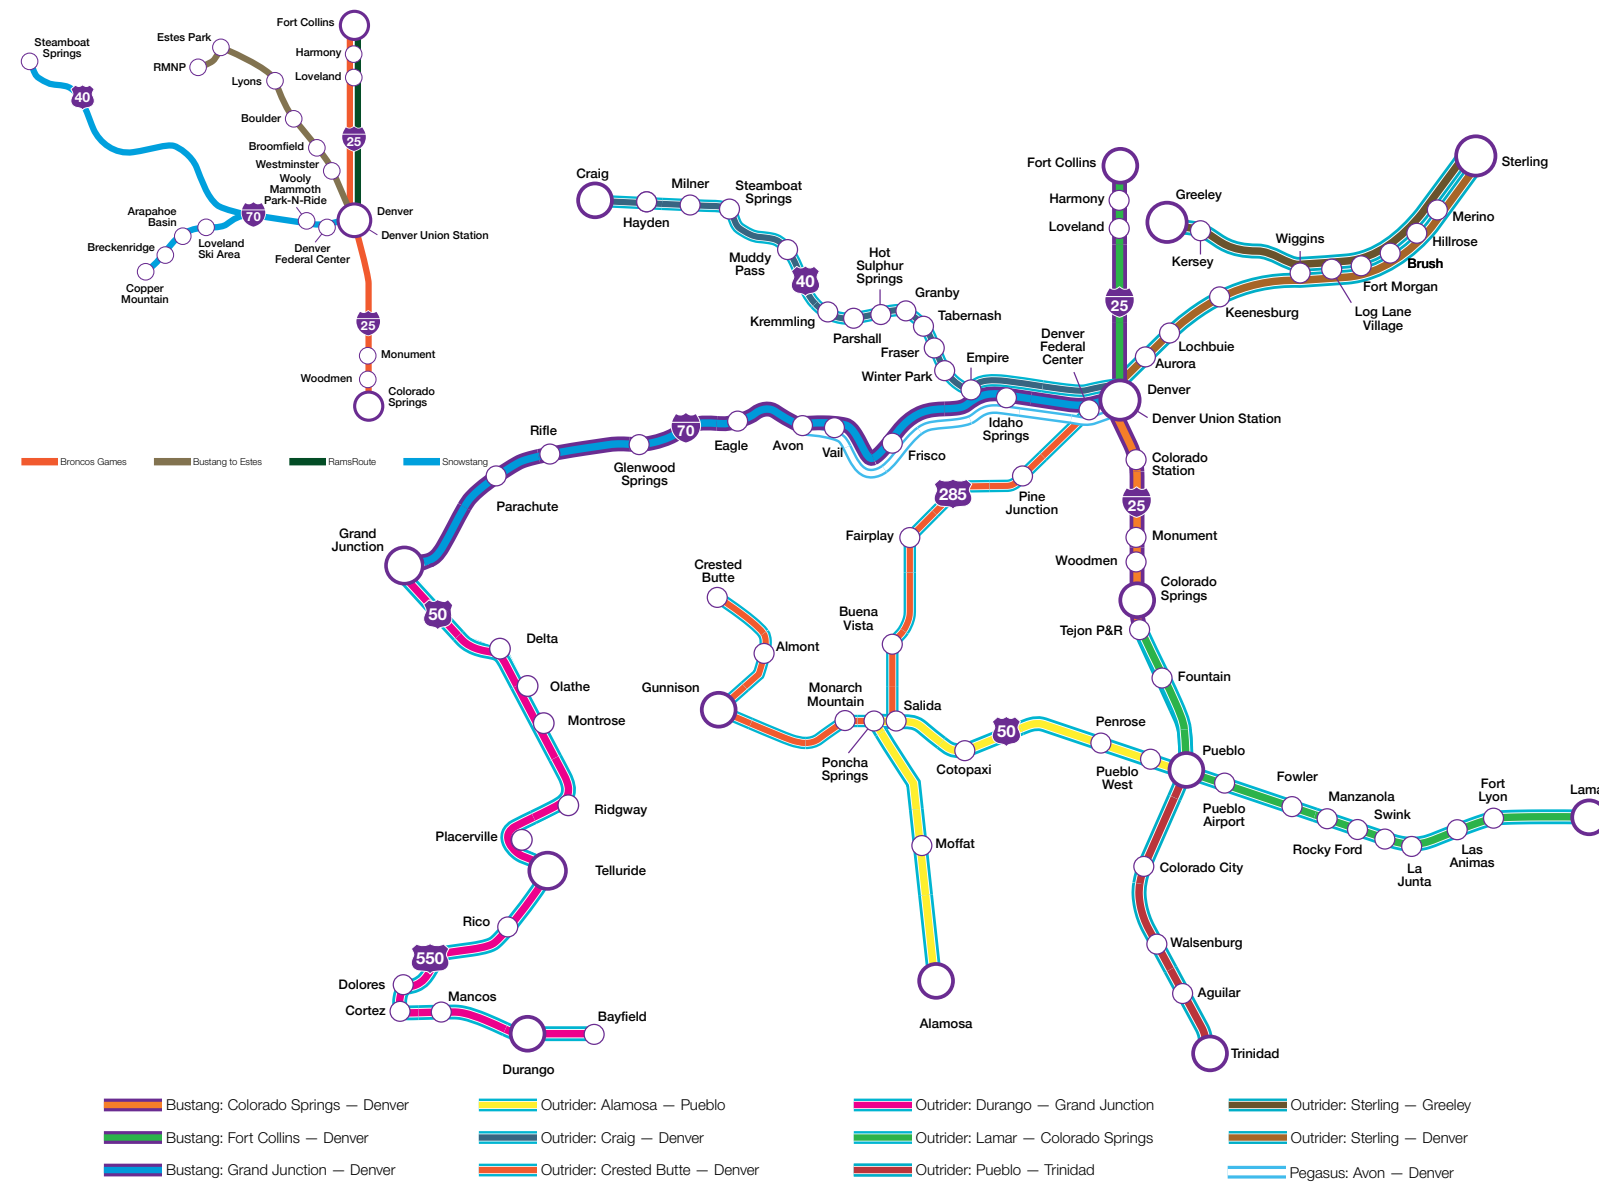 Steamboat
Springs
40
Estes Park
RMNP
Lyons
Boulder
Broomfield
Westminster
Wooly
Mammoth
Park-N-Ride
Fort Collins
Harmony
Loveland
25
Denver
Denver Union Station
Denver
Federal Center
70
Arapahoe
Basin
Loveland
Ski Area
Breckenridge
Copper
Mountain
25
Monument
Woodmen
Colorado
Springs
Broncos Games
Bustang to Estes
RamsRoute
Snowstang
Craig
Hayden
Milner
Steamboat
Springs
Muddy
Pass
40
Kremmling
Parshall
Hot
Sulphur
Springs
Granby
Tabernash
Fraser
Winter Park
Empire
Idaho
Springs
Denver
Federal
Center
Fort Collins
Harmony
Loveland
25
Greeley
Kersey
Wiggins
Sterling
Merino
Hillrose
Brush
Fort Morgan
Log Lane
Village
Keenesburg
Lochbuie
Aurora
Denver
Denver Union Station
Colorado
Station
25
Monument
Woodmen
Colorado
Springs
Tejon P&R
Fountain
Pueblo
Grand
Junction
Parachute
Rifle
Glenwood
Springs
70
Eagle
Avon
Vail
Frisco
285
Pine
Junction
Fairplay
Buena
Vista
Crested
Butte
Almont
Gunnison
Monarch
Mountain
Poncha
Springs
Salida
Cotopaxi
50
Penrose
Pueblo
West
Pueblo
Airport
Fowler
Manzanola
Rocky Ford
Swink
La
Junta
Las
Animas
Fort
Lyon
Lama
Moffat
Alamosa
Colorado City
Walsenburg
Aguilar
Trinidad
50
Delta
Olathe
Montrose
Ridgway
Placerville
Telluride
Rico
550
Dolores
Cortez
Mancos
Durango
Bayfield
Bustang: Colorado Springs — Denver
Bustang: Fort Collins — Denver
Bustang: Grand Junction — Denver
Outrider: Alamosa — Pueblo
Outrider: Craig — Denver
Outrider: Crested Butte — Denver
Outrider: Durango — Grand Junction
Outrider: Lamar — Colorado Springs
Outrider: Pueblo — Trinidad
Outrider: Sterling — Greeley
Outrider: Sterling — Denver
Pegasus: Avon — Denver